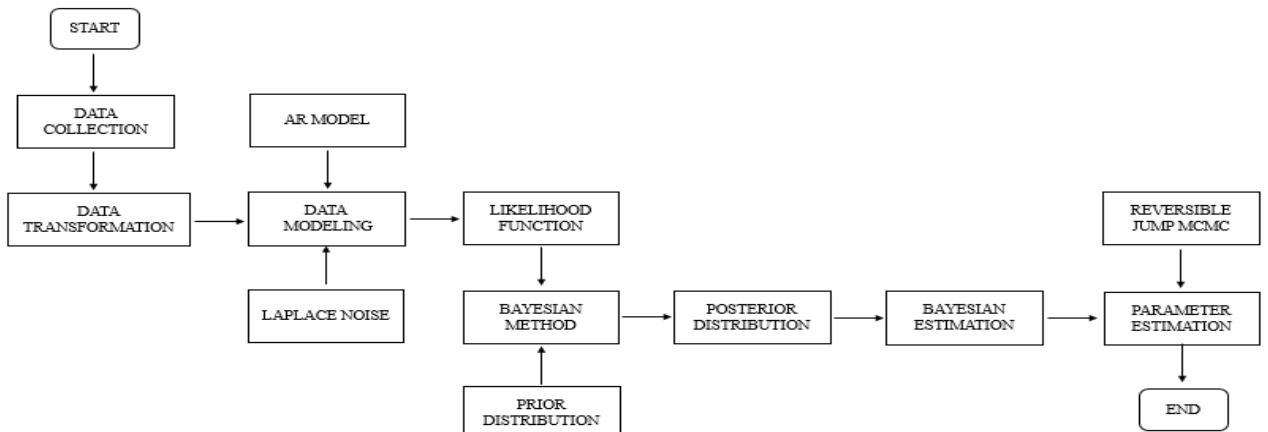 START
DATA
COLLECTION
AR MODEL
DATA
TRANSFORMATION
DATA
MODELING
LIKELIHOOD
FUNCTION
REVERSIBLE
JUMP MCMC
LAPLACE NOISE
BAYESIAN
METHOD
POSTERIOR
DISTRIBUTION
BAYESIAN
ESTIMATION
PARAMETER
ESTIMATION
PRIOR
DISTRIBUTION
END